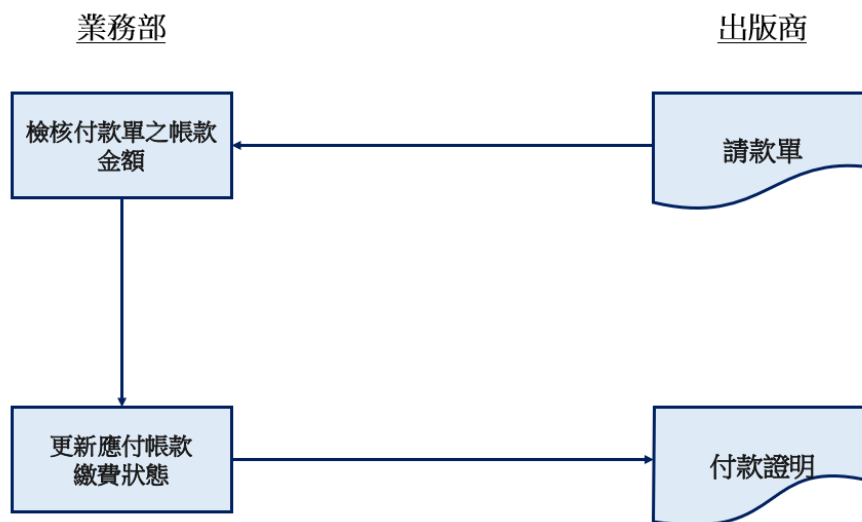 業務部
出版商
檢核付款單之帳款
金額
請款單
更新應付帳款
繳費狀態
付款證明